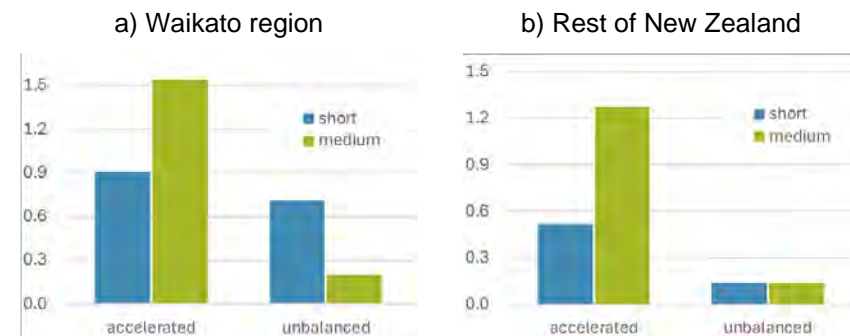 a) Waikato region
1.5
1.2
0.9
0.6
0.3
0.0
short
medium
accelerated
unbalanced
b) Rest of New Zealand
1.5
1.2
0.9
0.6
0.3
0.0
short
medium
accelerated
unbalanced